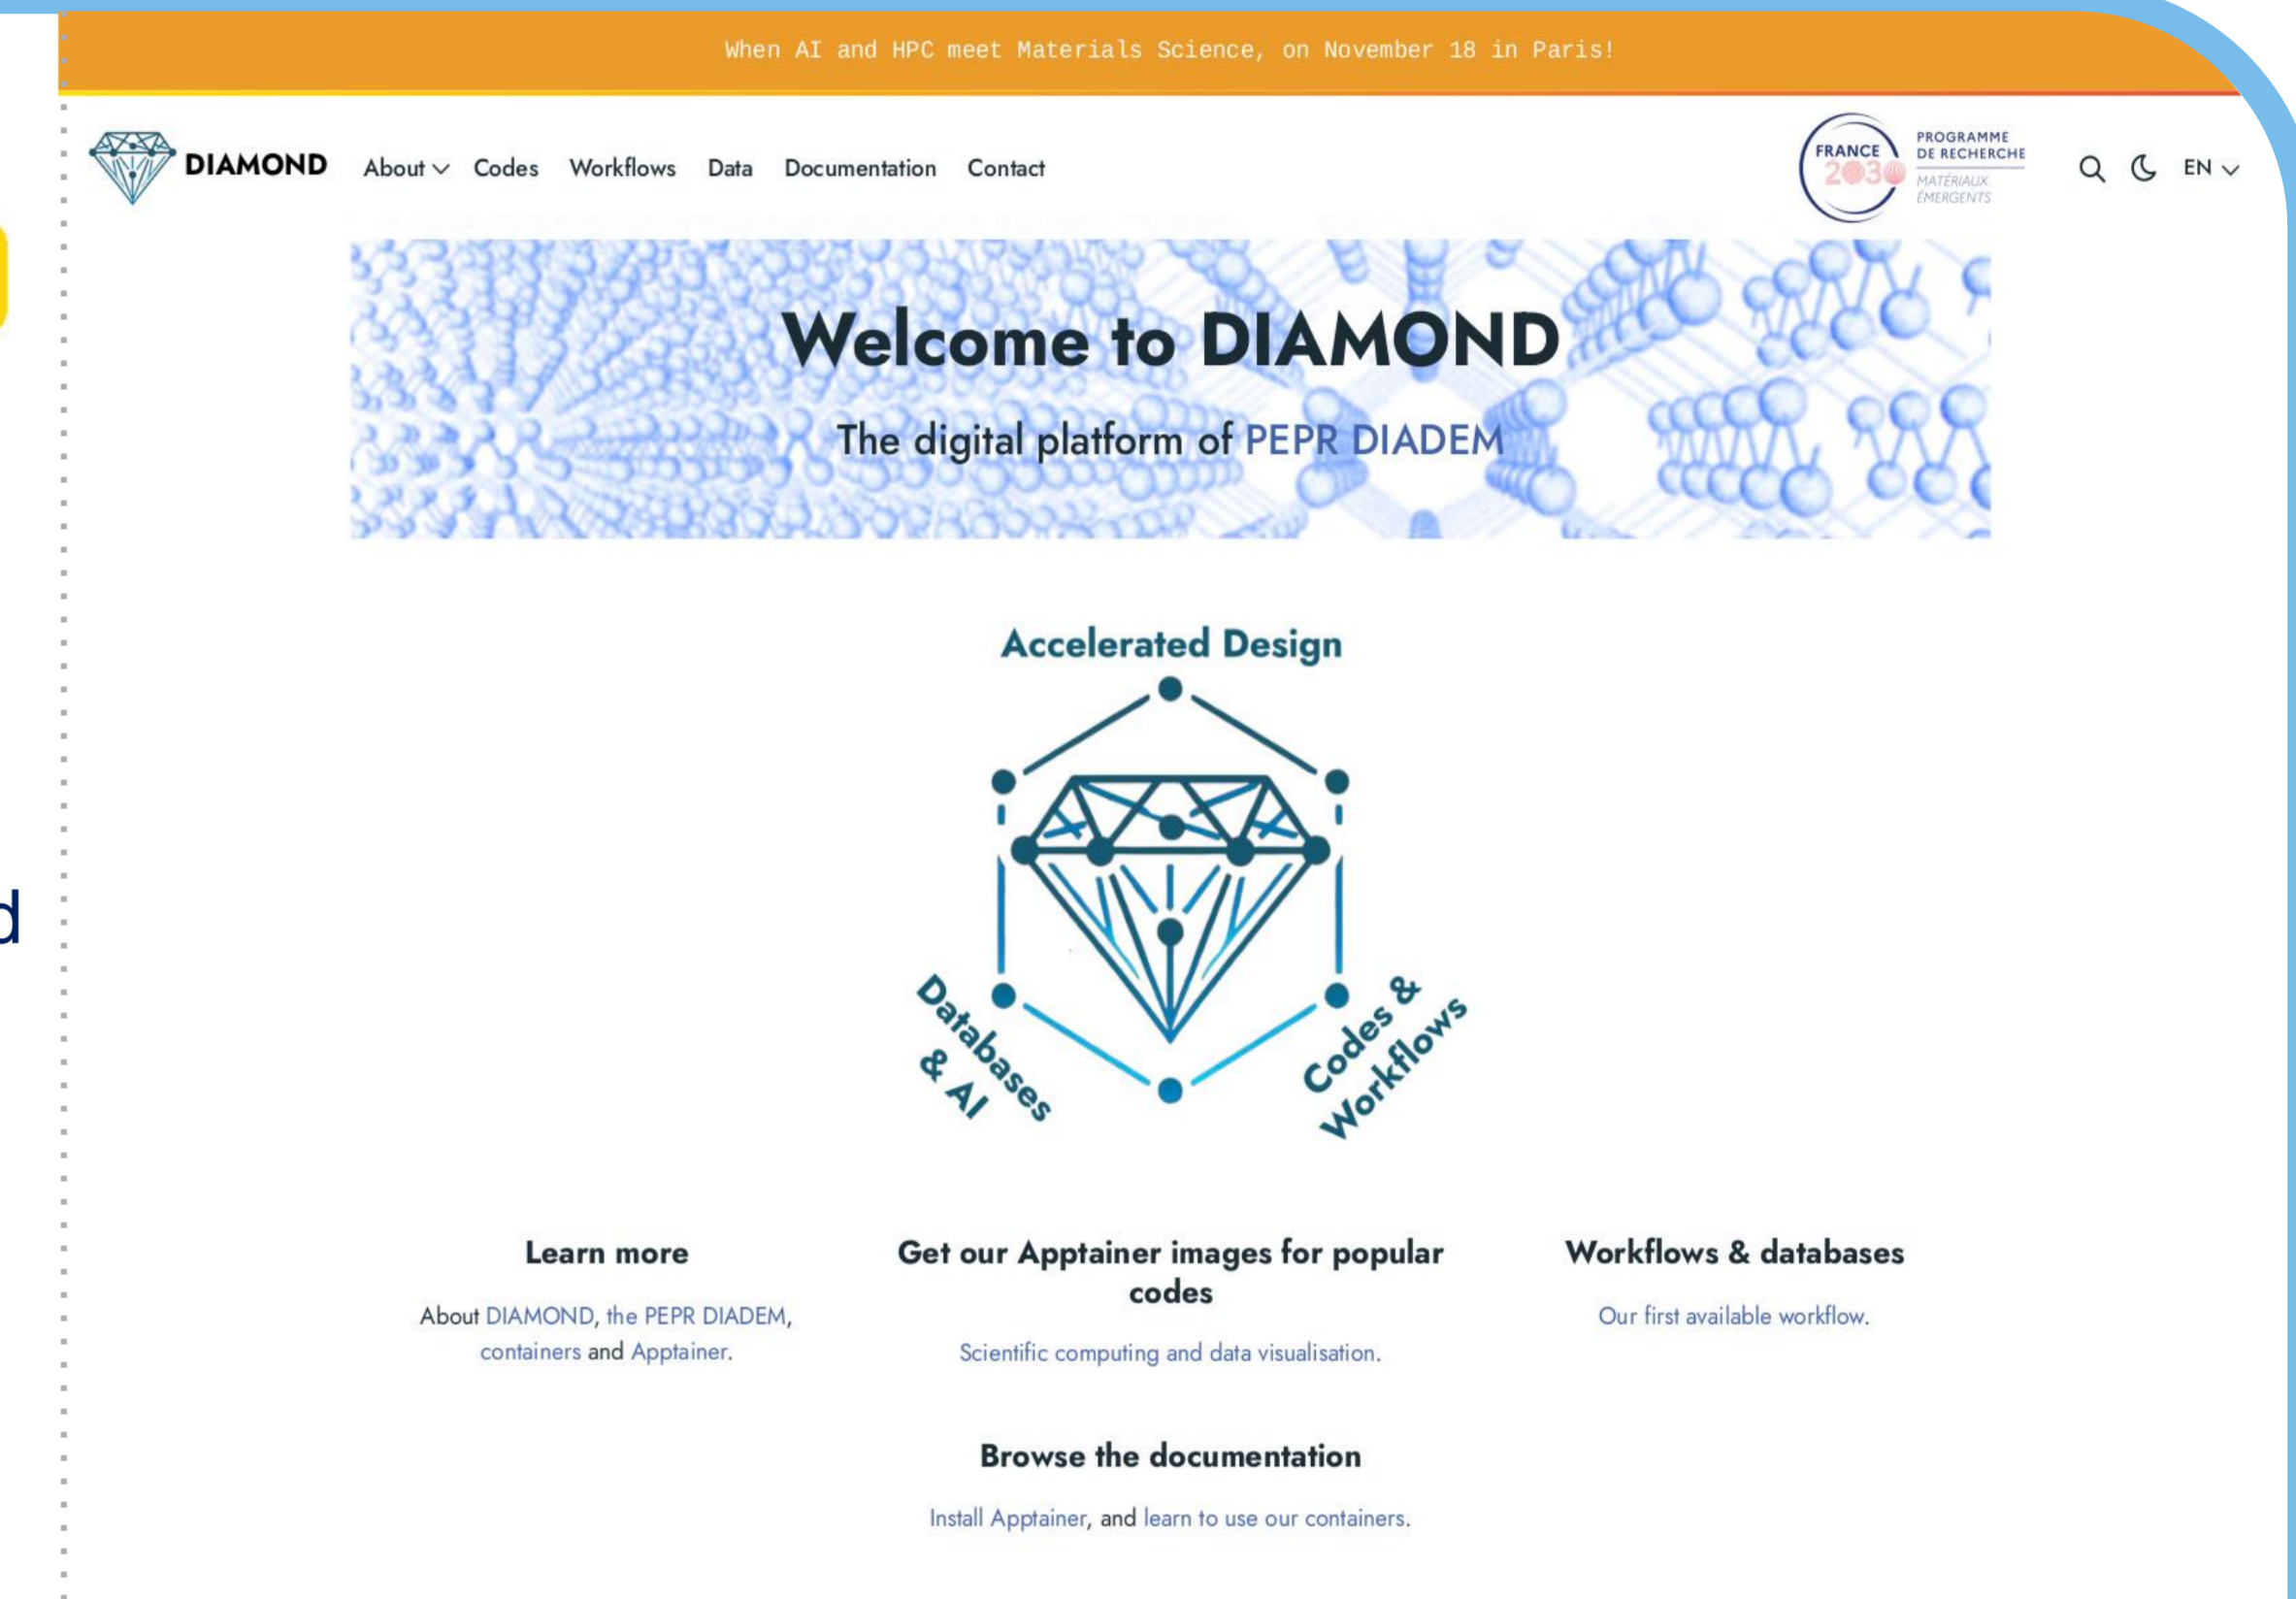 When AI and HPC meet Materials Science, on November 18 in Paris!
DIAMOND About Codes Workflows Data Documentation Contact
FRANCE
2030
PROGRAMME
DE RECHERCHE
MATÉRIAUX
ÉMERGENTS
EN
Welcome to DIAMOND
The digital platform of PEPR DIADEM
d
Accelerated Design
Databases
& AI
Codes &
Workflows
Learn more
About DIAMOND, the PEPR DIADEM,
containers and Apptainer.
Get our Apptainer images for popular
codes
Scientific computing and data visualisation.
Workflows & databases
Our first available workflow.
Browse the documentation
Install Apptainer, and learn to use our containers.